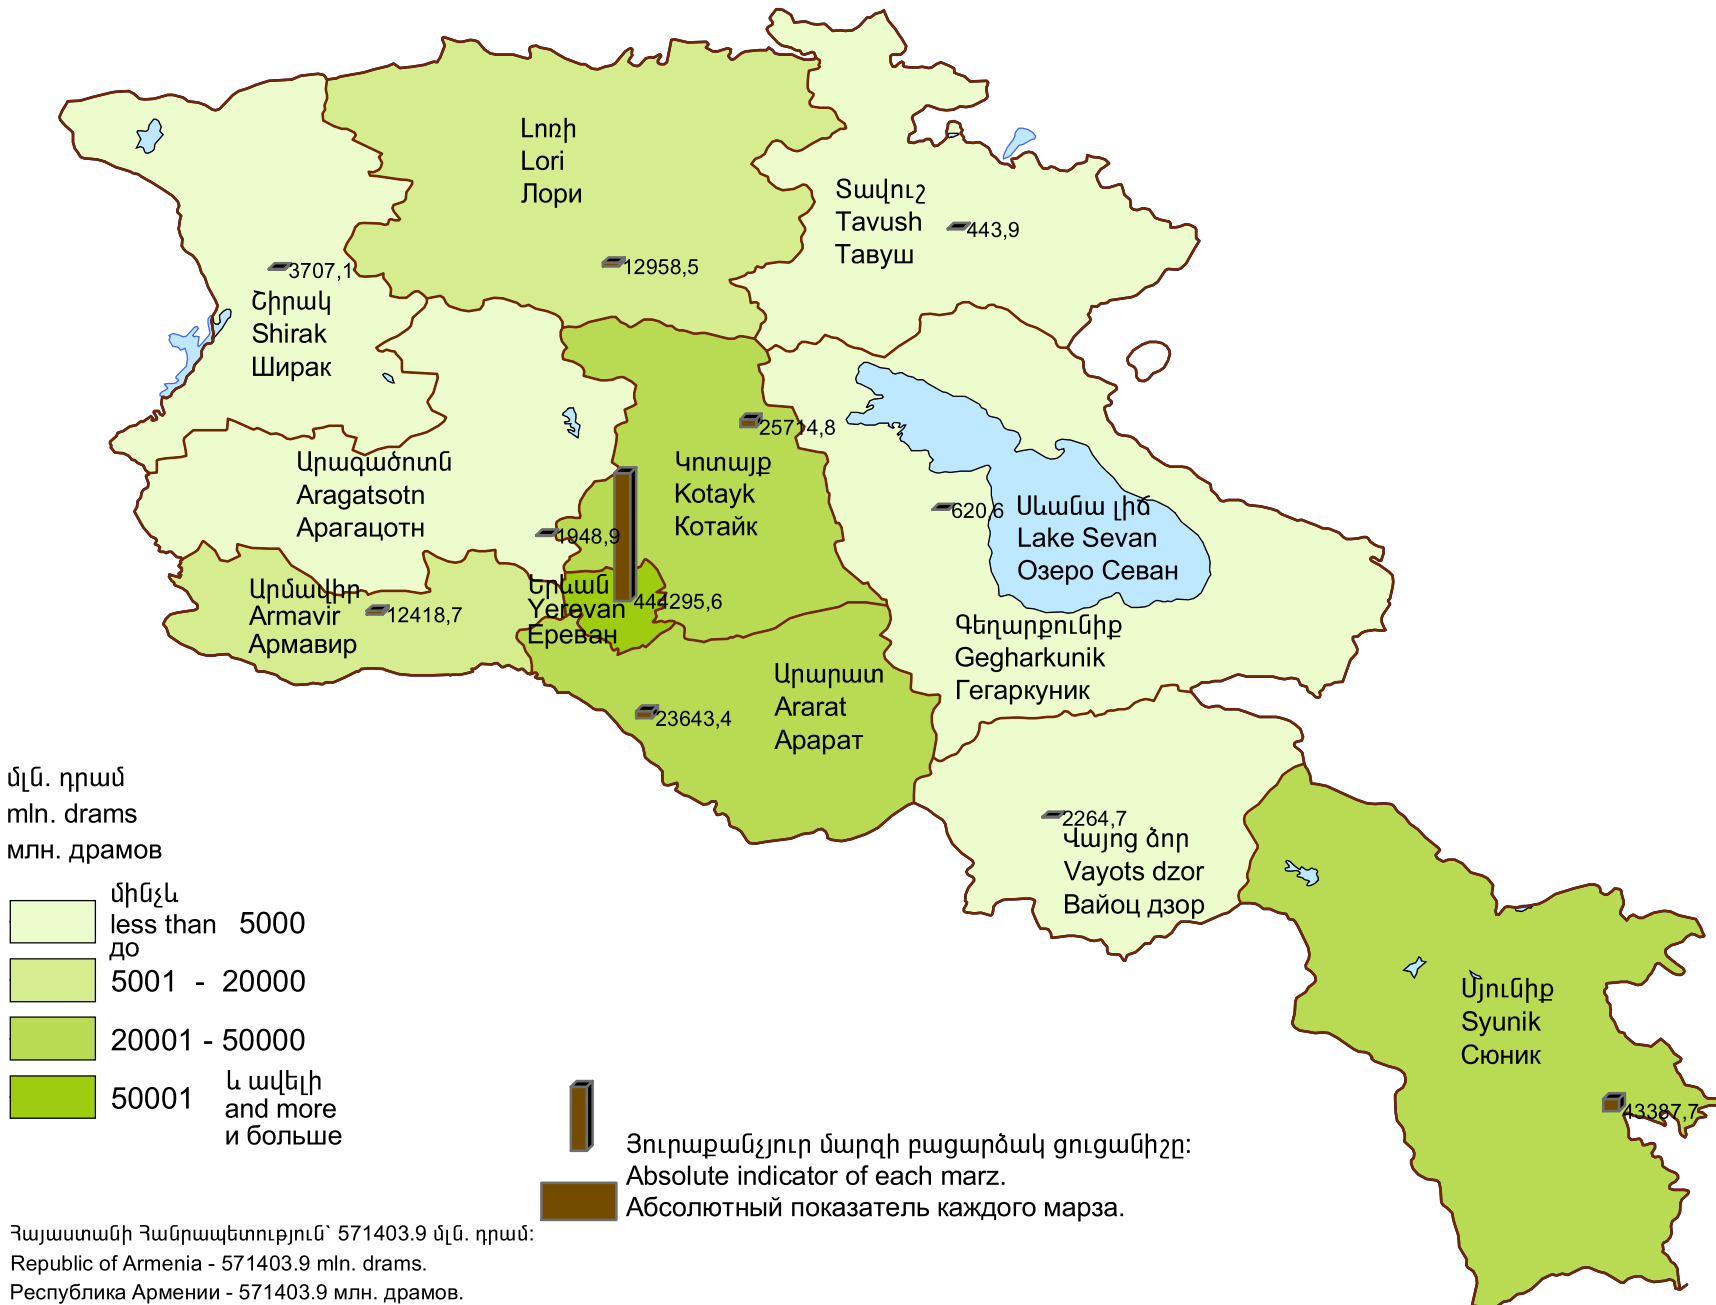 Լոռի
Lori
Лори
12958,5
Տավուշ
Tavush
Тавуш
443,9
3707,1
Շիրակ
Shirak
Ширак
25714,8
Կոտայք
Kotayk
Котайк
Արագածոտն
Aragatsotn
Арагацотн
1948,9
620,6
Սևանա լիճ
Lake Sevan
Озеро Севан
Արմավիր
Armavir
Армавир
12418,7
Երևան
Yerevan
Ереван
444295,6
Գեղարքունիք
Gegharkunik
Гегаркуник
Արարատ
Ararat
Арарат
23643,4
2264,7
Վայոց ձոր
Vayots dzor
Вайоц дзор
Սյունիք
Syunik
Сюник
43387,7
մլն. դրամ
mln. drams
млн. драмов
մինչև
less than 5000
до
5001 - 20000
20001 - 50000
50001 և ավելի
and more
и больше
Յուրաքանչյուր մարզի բացարձակ ցուցանիշը:
Absolute indicator of each marz.
Абсолютный показатель каждого марза.
Հայաստանի Հանրապետություն՝ 571403.9 մլն. դրամ:
Republic of Armenia - 571403.9 mln. drams.
Республика Армении - 571403.9 млн. драмов.